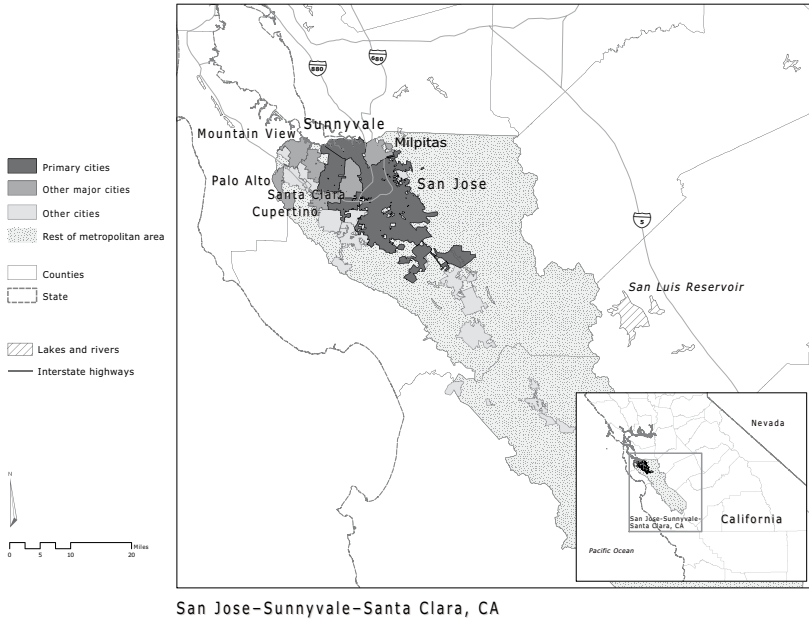 880
680
Sunnyvale
Mountain View
Milpitas
Primary cities
Other major cities
Palo Alto
San Jose
Santa Clara
Cupertino
Other cities
Rest of metropolitan area
5
Counties
State
San Luis Reservoir
Lakes and rivers
Interstate highways
Nevada
N
San Jose-Sunnyvale-
Santa Clara, CA
California
Pacific Ocean
Miles
0 5 10 20
San Jose–Sunnyvale–Santa Clara, CA